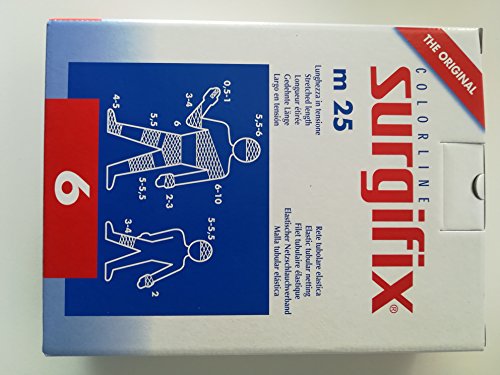 THE ORIGINAL
COLORLINE
surgifix®
m 25
Lunghezza in tensione
Stretched length
Longueur étirée
Gedehnte Länge
Largo en tensión
Rete tubolare elastica
Elastic tubular netting
Filet tubulaire élastique
Elastischer Netzschlauchverband
Malla tubular elástica
0,5-1
5,5-6
3-4
6
5,5
4-5
6-10
2-3
5-5,5
5-5,5
3-4
2
6